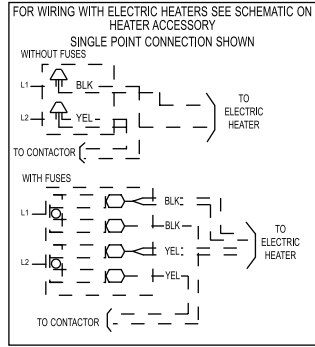 FOR WIRING WITH ELECTRIC HEATERS SEE SCHEMATIC ON
HEATER ACCESSORY
SINGLE POINT CONNECTION SHOWN
WITHOUT FUSES
L1
BLK
TO
ELECTRIC
HEATER
L2
YEL
TO CONTACTOR
WITH FUSES
BLK
L1
BLK
TO
ELECTRIC
HEATER
YEL
L2
YEL
TO CONTACTOR